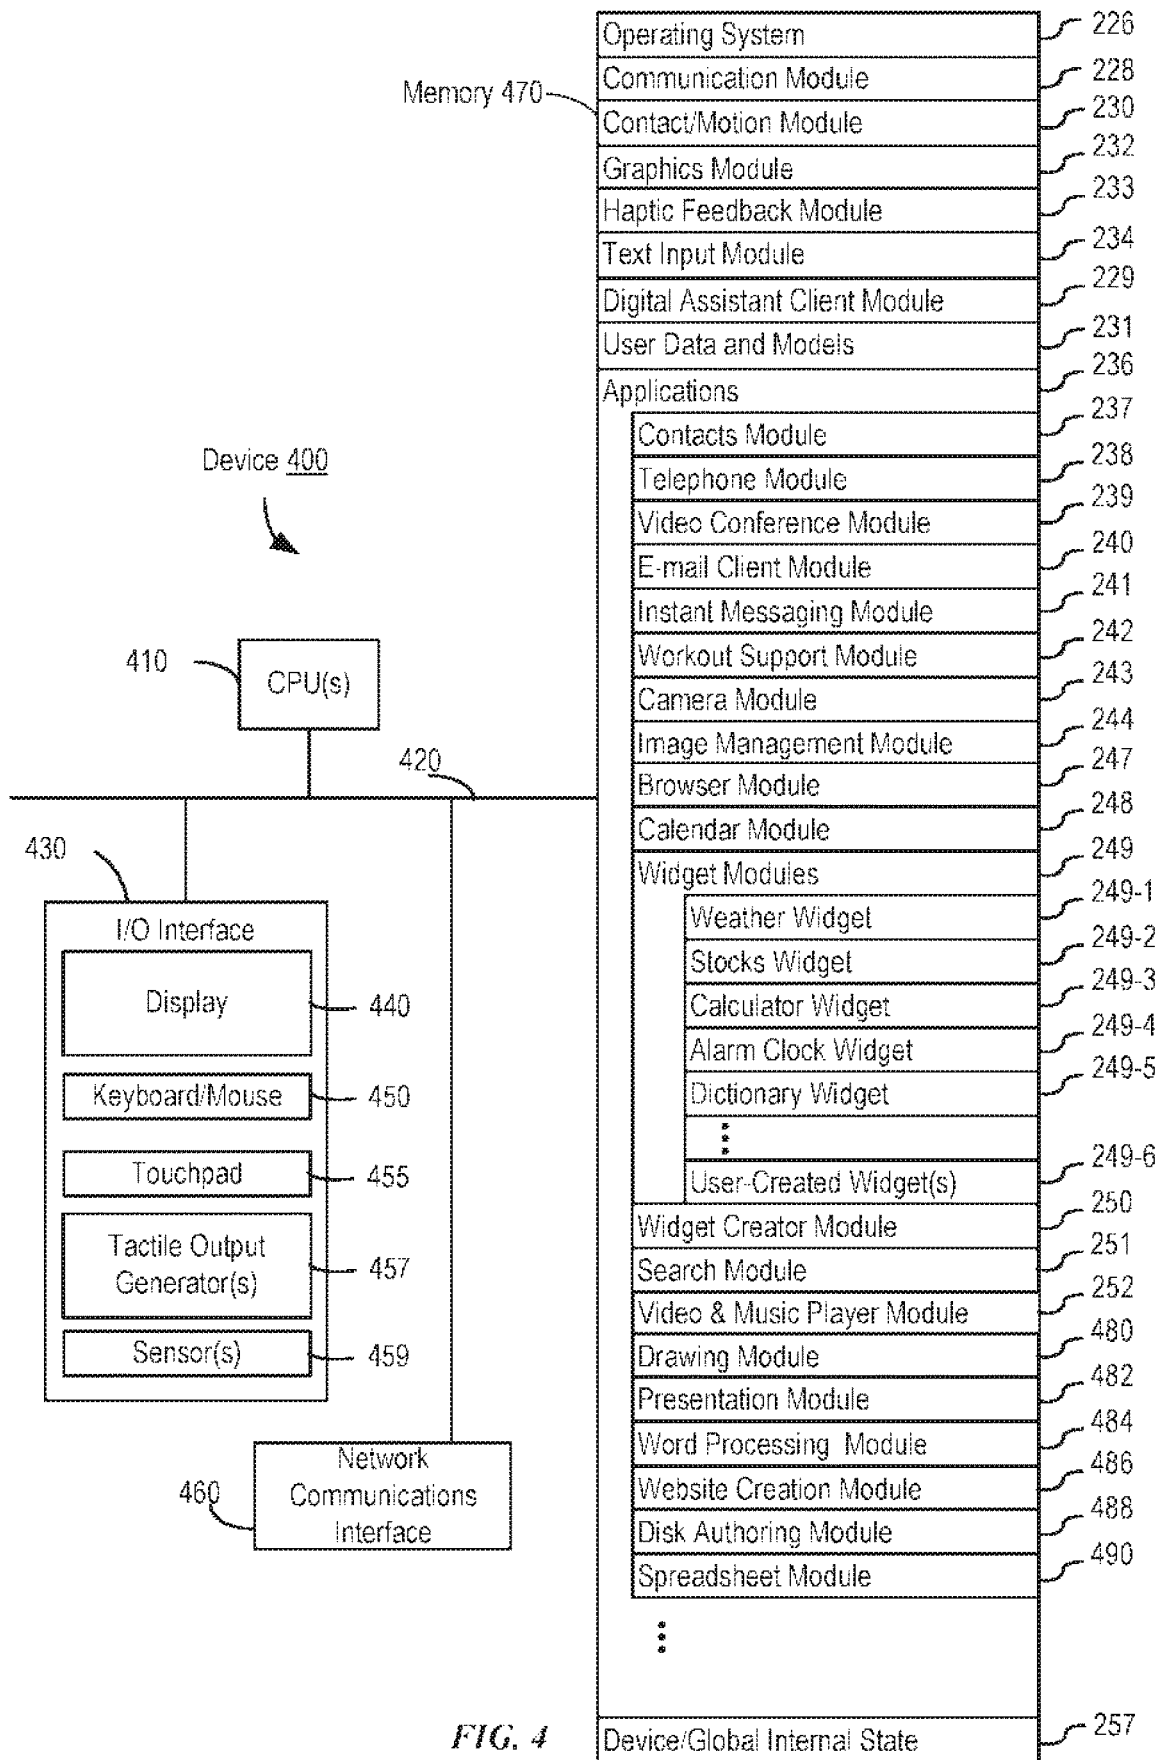 Memory 470
Operating System 226
Communication Module 228
Contact/Motion Module 230
Graphics Module 232
Haptic Feedback Module 233
Text Input Module 234
Digital Assistant Client Module 229
User Data and Models 231
Applications 236
Contacts Module 237
Telephone Module 238
Video Conference Module 239
E-mail Client Module 240
Instant Messaging Module 241
Workout Support Module 242
Camera Module 243
Image Management Module 244
Browser Module 247
Calendar Module 248
Widget Modules 249
Weather Widget 249-1
Stocks Widget 249-2
Calculator Widget 249-3
Alarm Clock Widget 249-4
Dictionary Widget 249-5
User-Created Widget(s) 249-6
Widget Creator Module 250
Search Module 251
Video & Music Player Module 252
Drawing Module 480
Presentation Module 482
Word Processing Module 484
Website Creation Module 486
Disk Authoring Module 488
Spreadsheet Module 490
Device/Global Internal State 257
Device 400
410
CPU(s)
420
430
I/O Interface
Display 440
Keyboard/Mouse 450
Touchpad 455
Tactile Output
Generator(s) 457
Sensor(s) 459
460
Network
Communications
Interface
FIG. 4